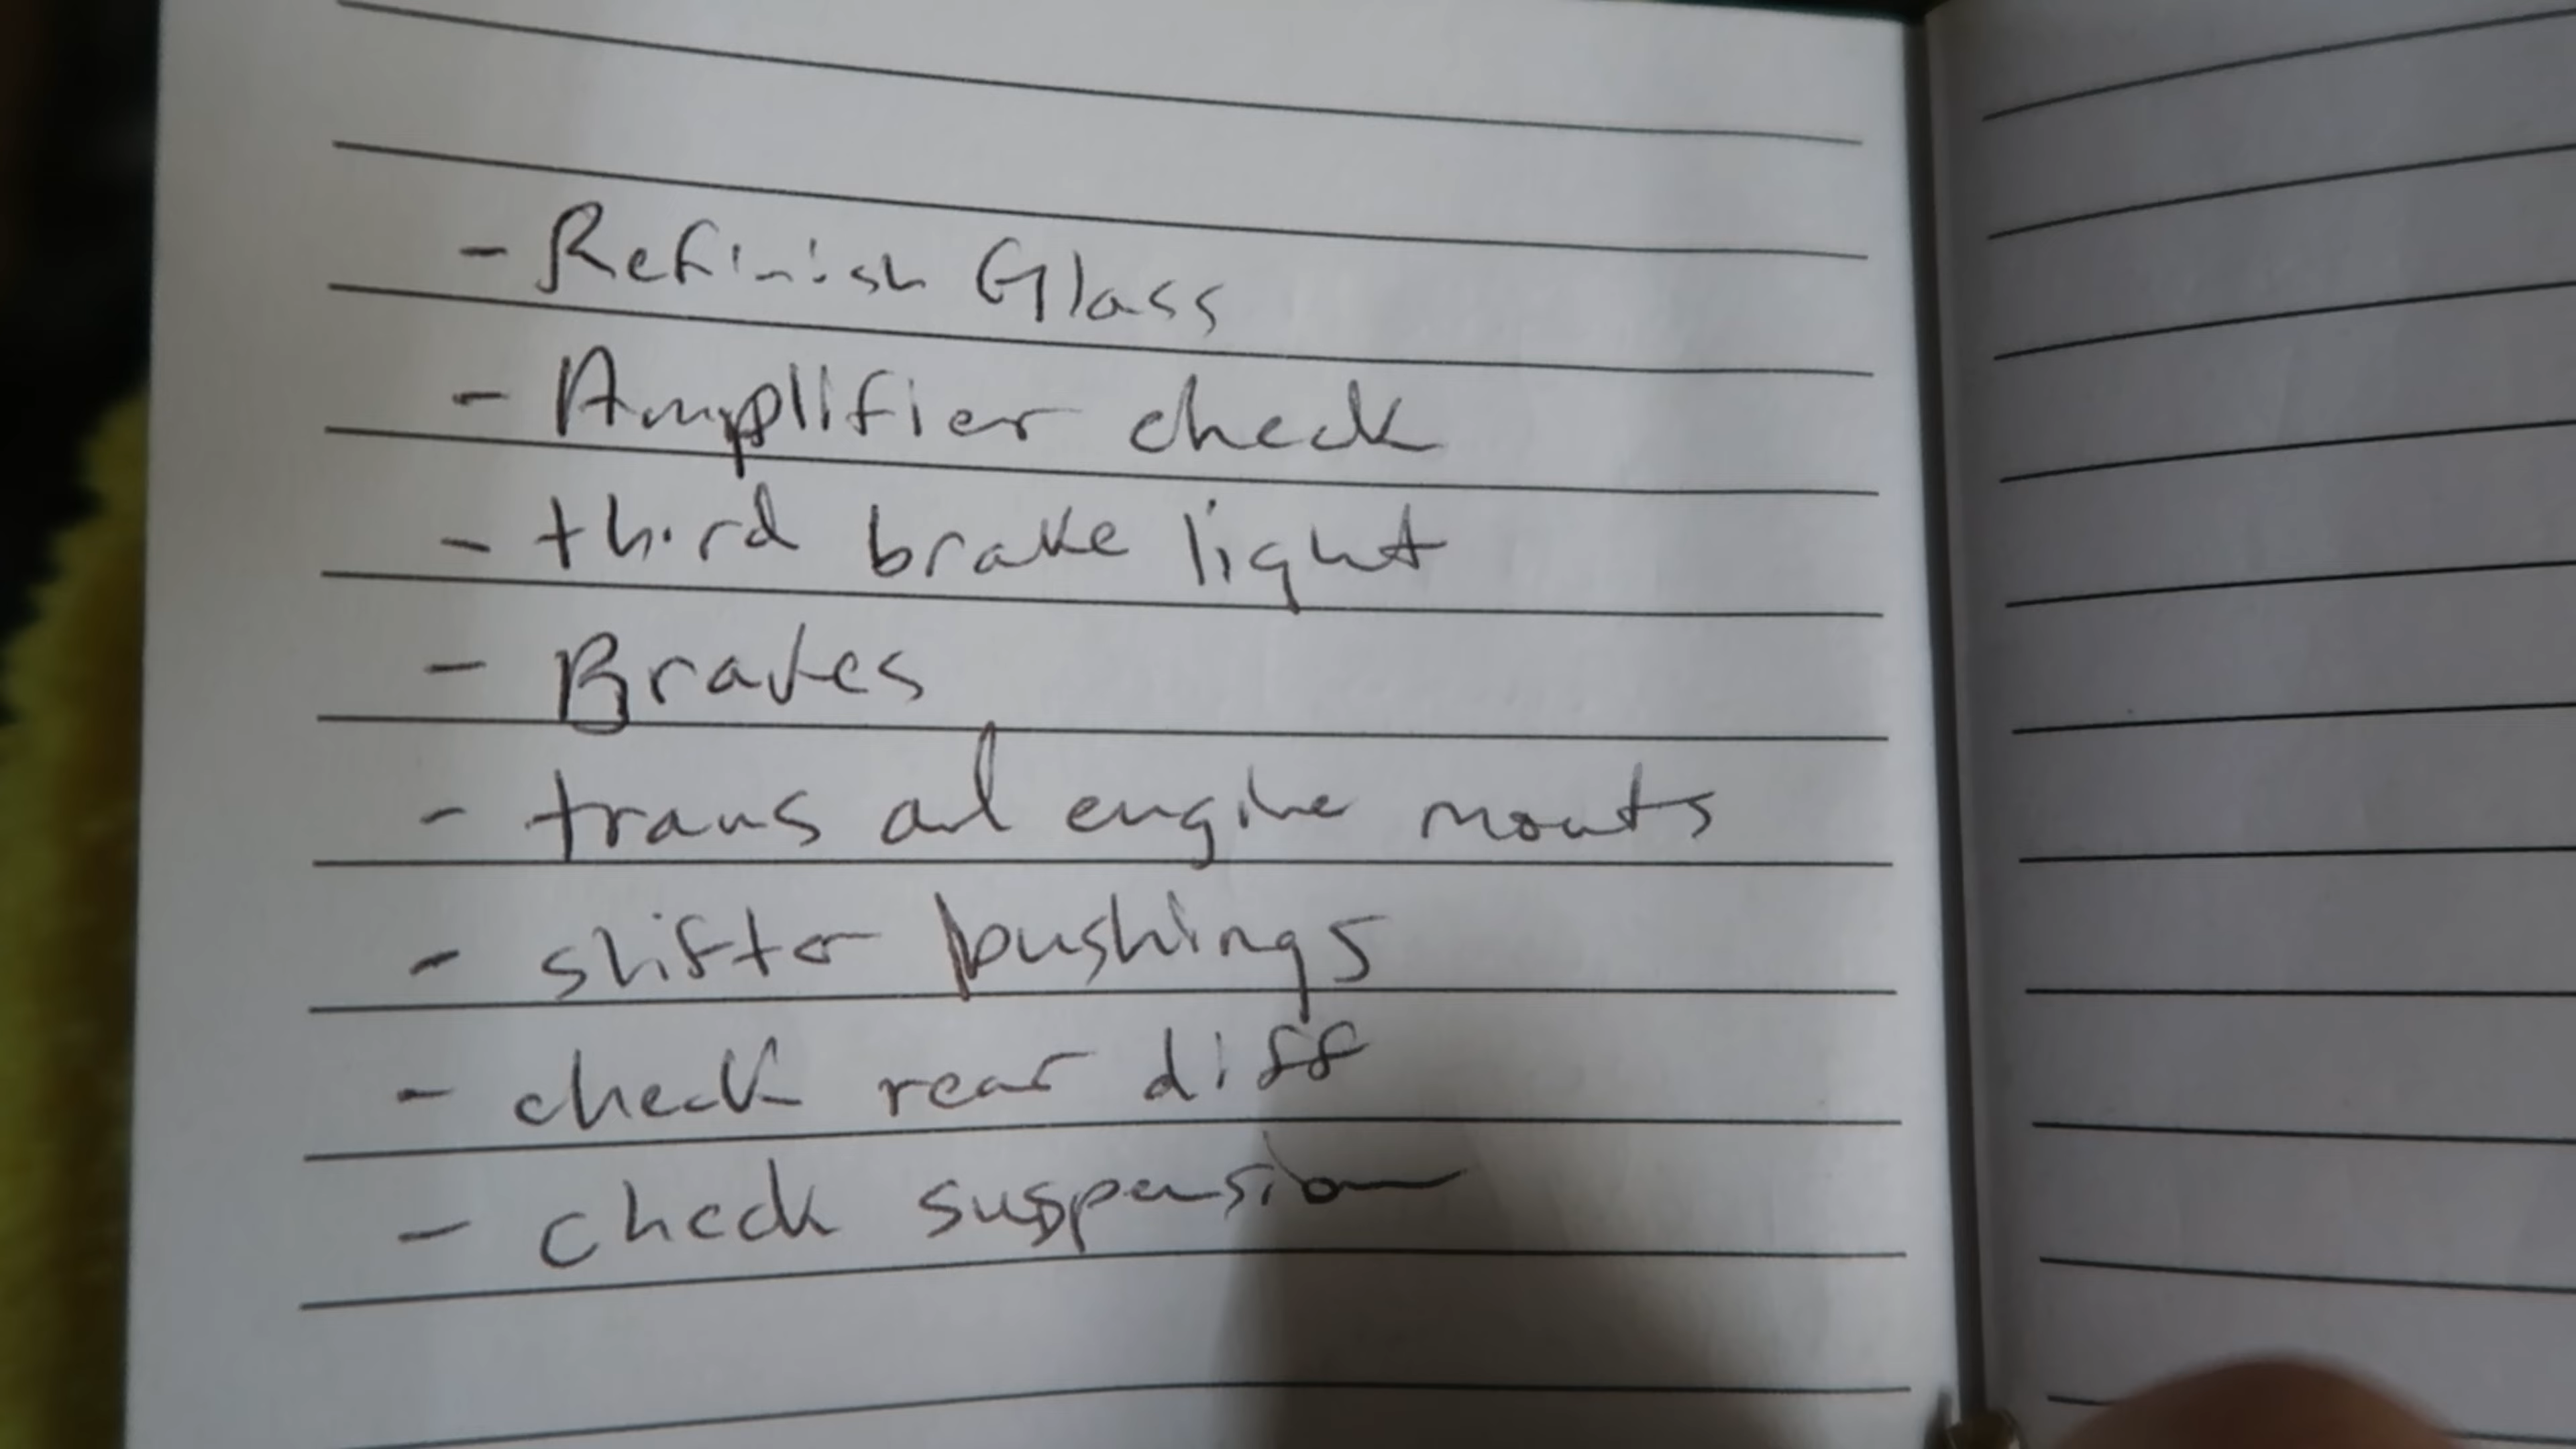 - Refinish Glass
- Amplifier check
- third brake light
- Brakes
- trans and engine mounts
- shifter bushings
- check rear diff
- check suspension